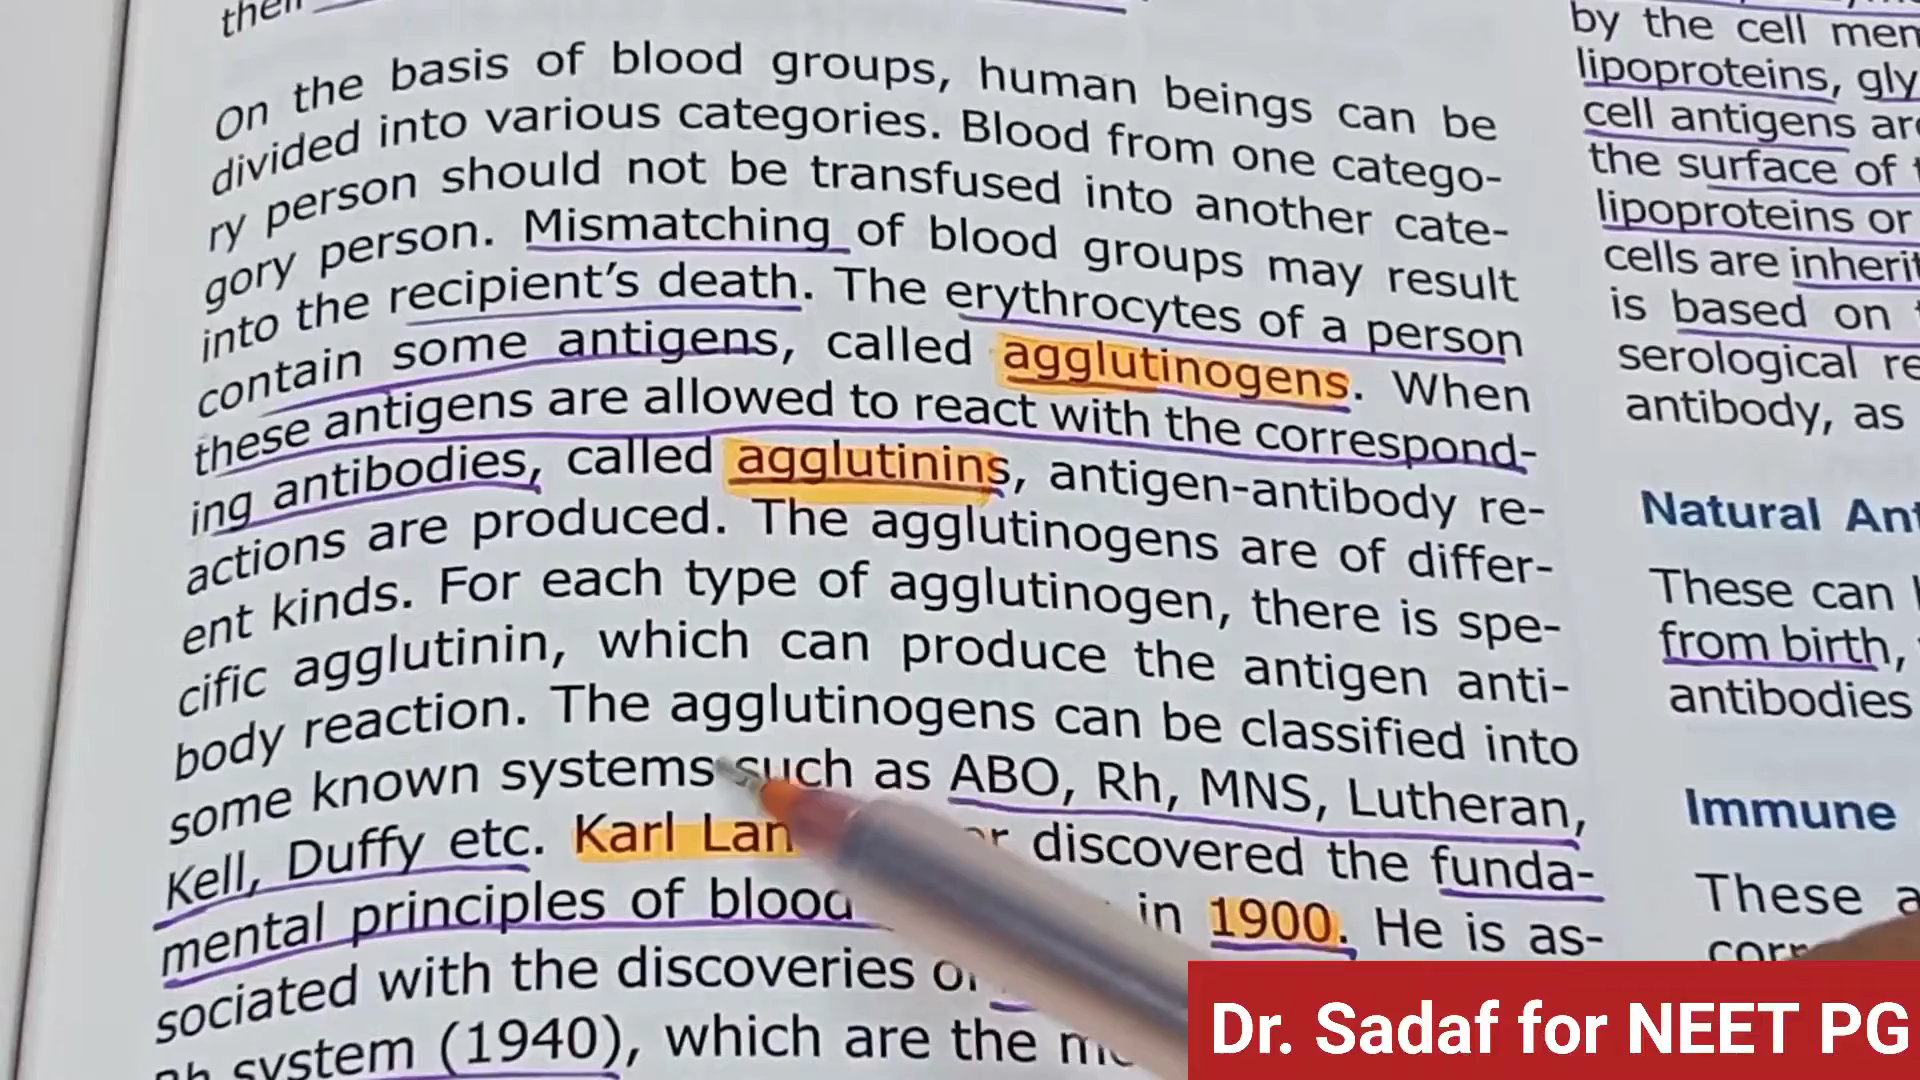 their
On the basis of blood groups, human beings can be
divided into various categories. Blood from one catego-
ry person should not be transfused into another cate-
gory person. Mismatching of blood groups may result
into the recipient's death. The erythrocytes of a person
contain some antigens, called agglutinogens. When
these antigens are allowed to react with the correspond-
ing antibodies, called agglutinins, antigen-antibody re-
actions are produced. The agglutinogens are of differ-
ent kinds. For each type of agglutinogen, there is spe-
cific agglutinin, which can produce the antigen anti-
body reaction. The agglutinogens can be classified into
some known systems such as ABO, Rh, MNS, Lutheran,
Kell, Duffy etc. Karl Lan discovered the funda-
mental principles of blood in 1900. He is as-
sociated with the discoveries
system (1940), which are the
by the cell
lipoproteins,
cell antigens
the surface of
lipoproteins or
cells are
is based on
serological
antibody, as
Natural
These can
from birth,
antibodies
Immune
These
Dr. Sadaf for NEET PG